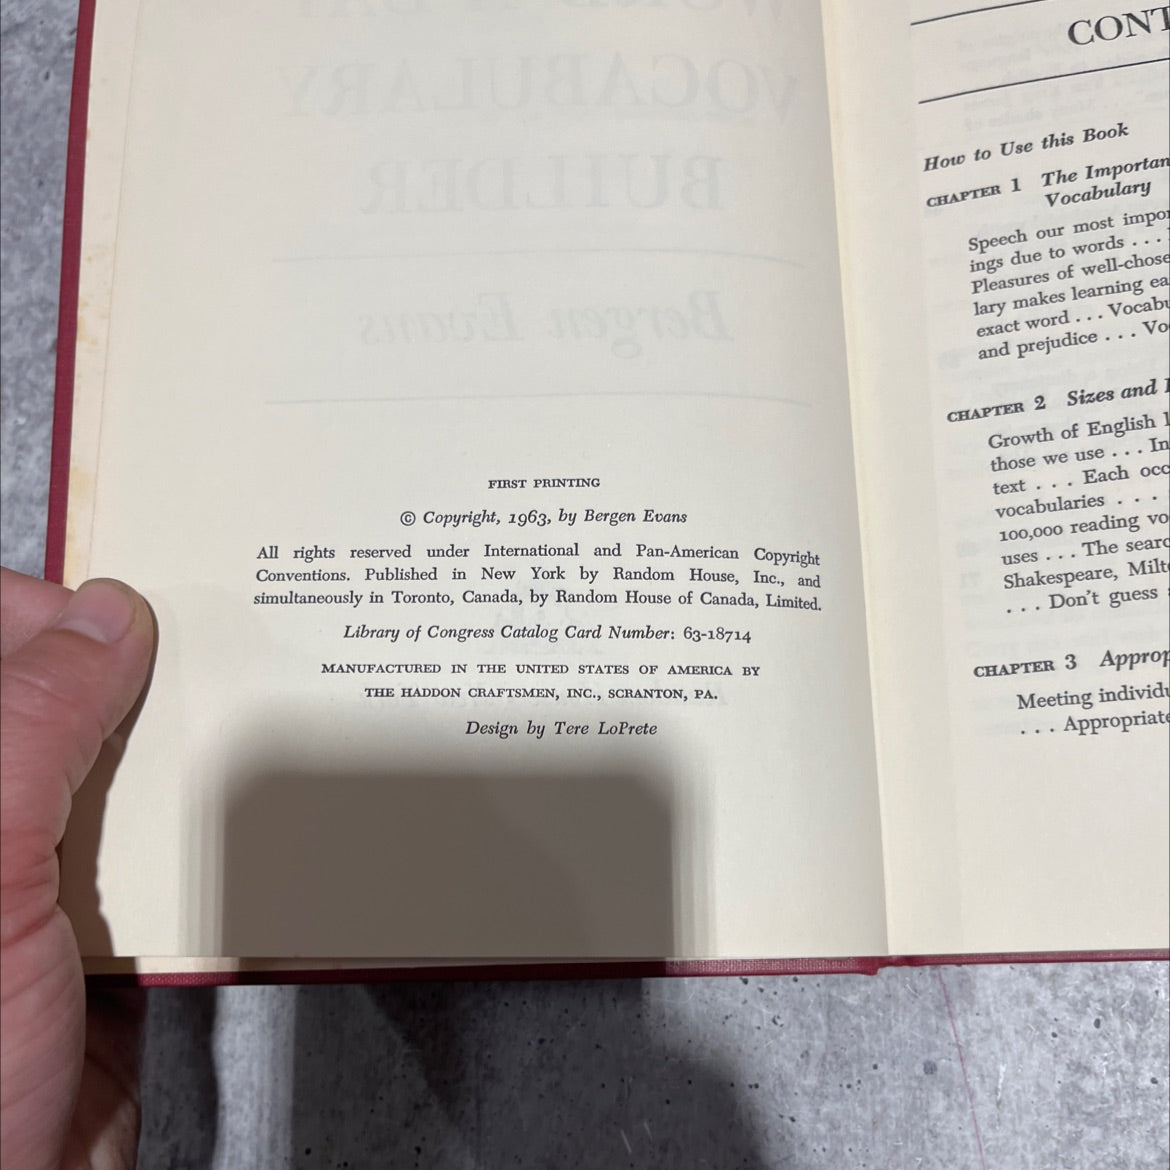 FIRST PRINTING
© Copyright, 1963, by Bergen Evans
All rights reserved under International and Pan-American Copyright
Conventions. Published in New York by Random House, Inc., and
simultaneously in Toronto, Canada, by Random House of Canada, Limited.
Library of Congress Catalog Card Number: 63-18714
MANUFACTURED IN THE UNITED STATES OF AMERICA BY
THE HADDON CRAFTSMEN, INC., SCRANTON, PA.
Design by Tere LoPrete
CONT
How to Use this Book
CHAPTER 1 The Importan
Vocabulary
Speech our most impor
ings due to words . . .
Pleasures of well-chose
lary makes learning ea
exact word . . . Vocabu
and prejudice . . . Vo
CHAPTER 2 Sizes and
Growth of English
those we use . . . In
text . . . Each occ
vocabularies . . .
100,000 reading vo
uses . . . The searc
Shakespeare, Milt
. . . Don't guess
CHAPTER 3 Approp
Meeting individu
. . . Appropriate